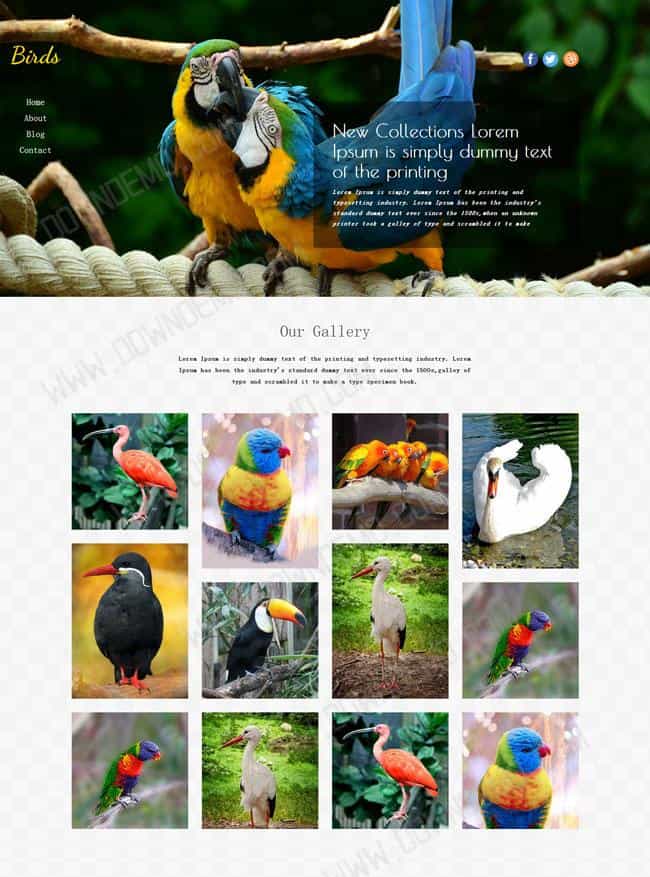 Birds
Home
About
Blog
Contact
New Collections Lorem
Ipsum is simply dummy text
of the printing
Lorem Ipsum is simply dummy text of the printing and
typesetting industry. Lorem Ipsum has been the industry's
standard dummy text ever since the 1500s,when an unknown
printer took a galley of type and scrambled it to make
Our Gallery
Lorem Ipsum is simply dummy text of the printing and typesetting industry. Lorem
Ipsum has been the industry's standard dummy text ever since the 1500s,galley of
type and scrambled it to make a type specimen book.